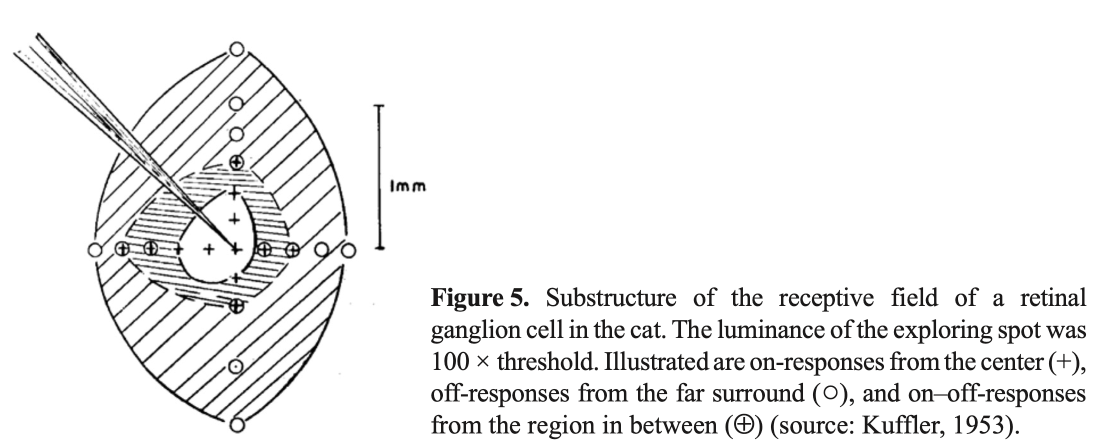 1mm
Figure 5. Substructure of the receptive field of a retinal
ganglion cell in the cat. The luminance of the exploring spot was
100 × threshold. Illustrated are on-responses from the center (+),
off-responses from the far surround (○), and on–off-responses
from the region in between (⊕) (source: Kuffler, 1953).